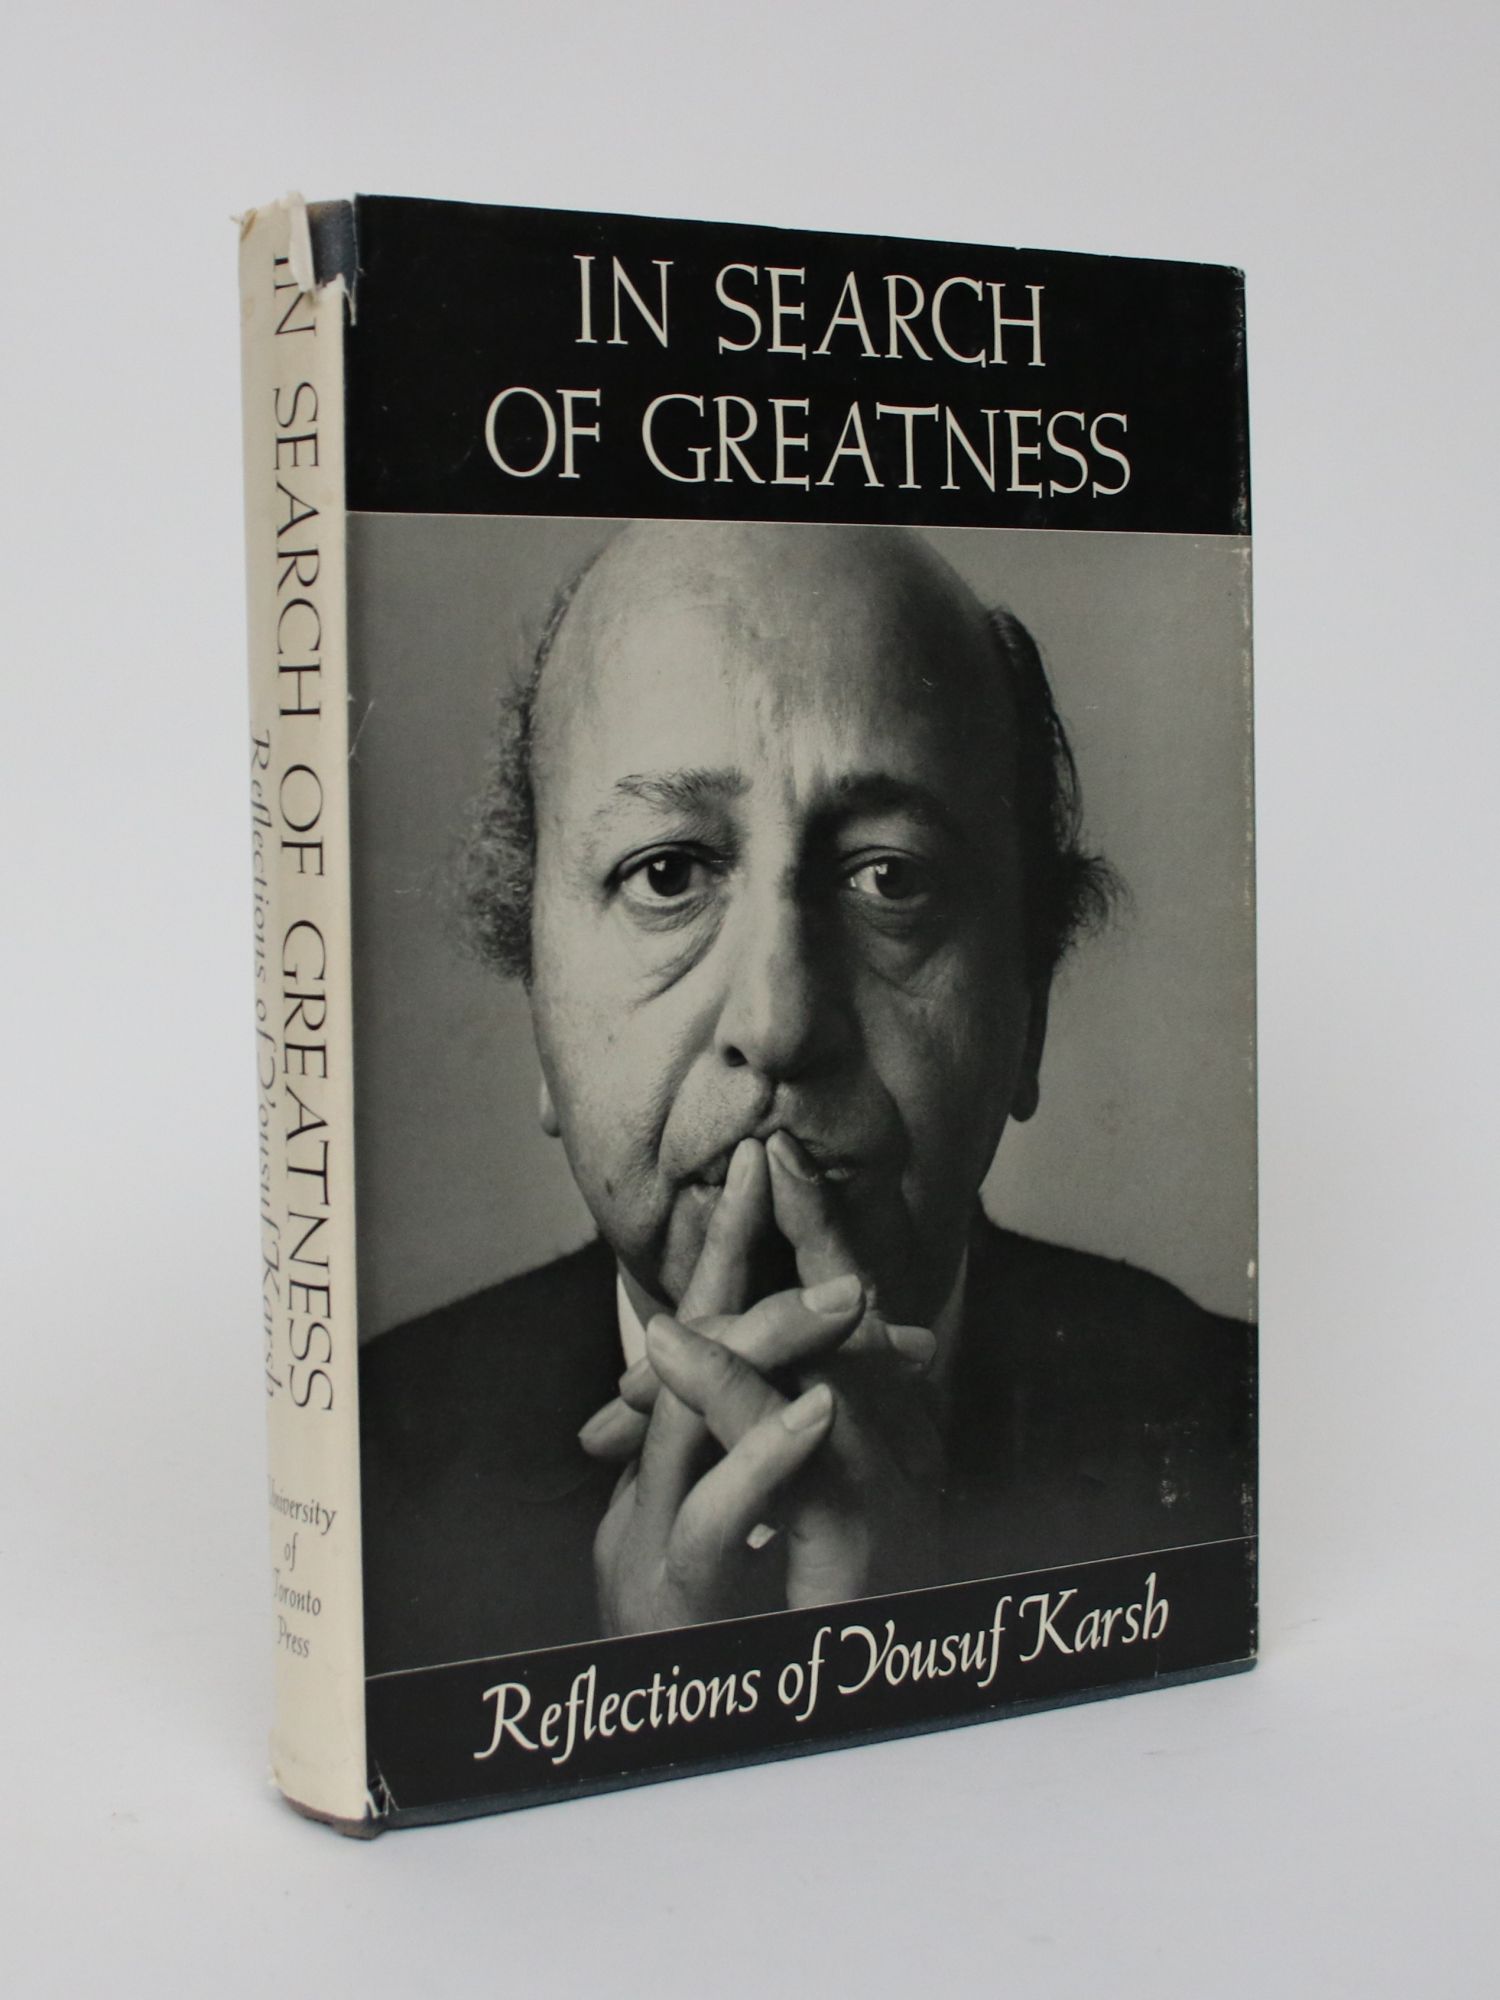 IN SEARCH
OF GREATNESS
Reflections of Yousuf Karsh
IN SEARCH OF GREATNESS
Reflections of Yousuf Karsh
University
of
Toronto
Press